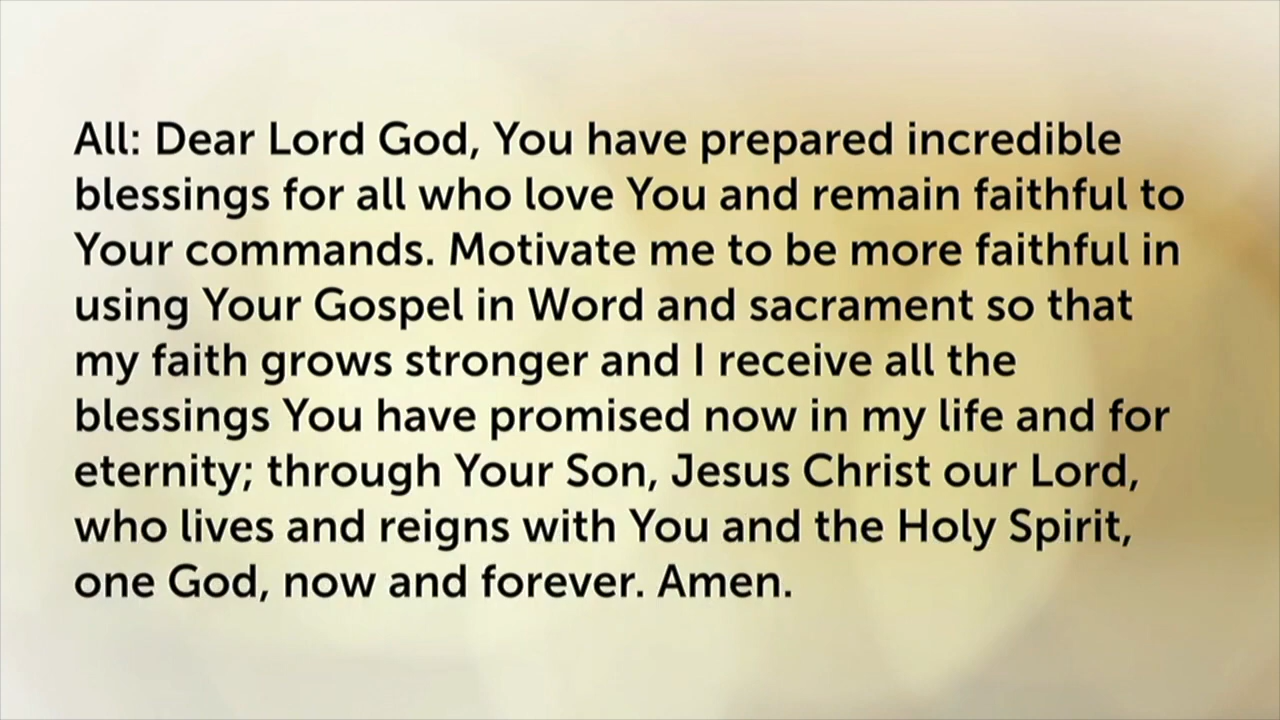 All: Dear Lord God, You have prepared incredible
blessings for all who love You and remain faithful to
Your commands. Motivate me to be more faithful in
using Your Gospel in Word and sacrament so that
my faith grows stronger and I receive all the
blessings You have promised now in my life and for
eternity; through Your Son, Jesus Christ our Lord,
who lives and reigns with You and the Holy Spirit,
one God, now and forever. Amen.